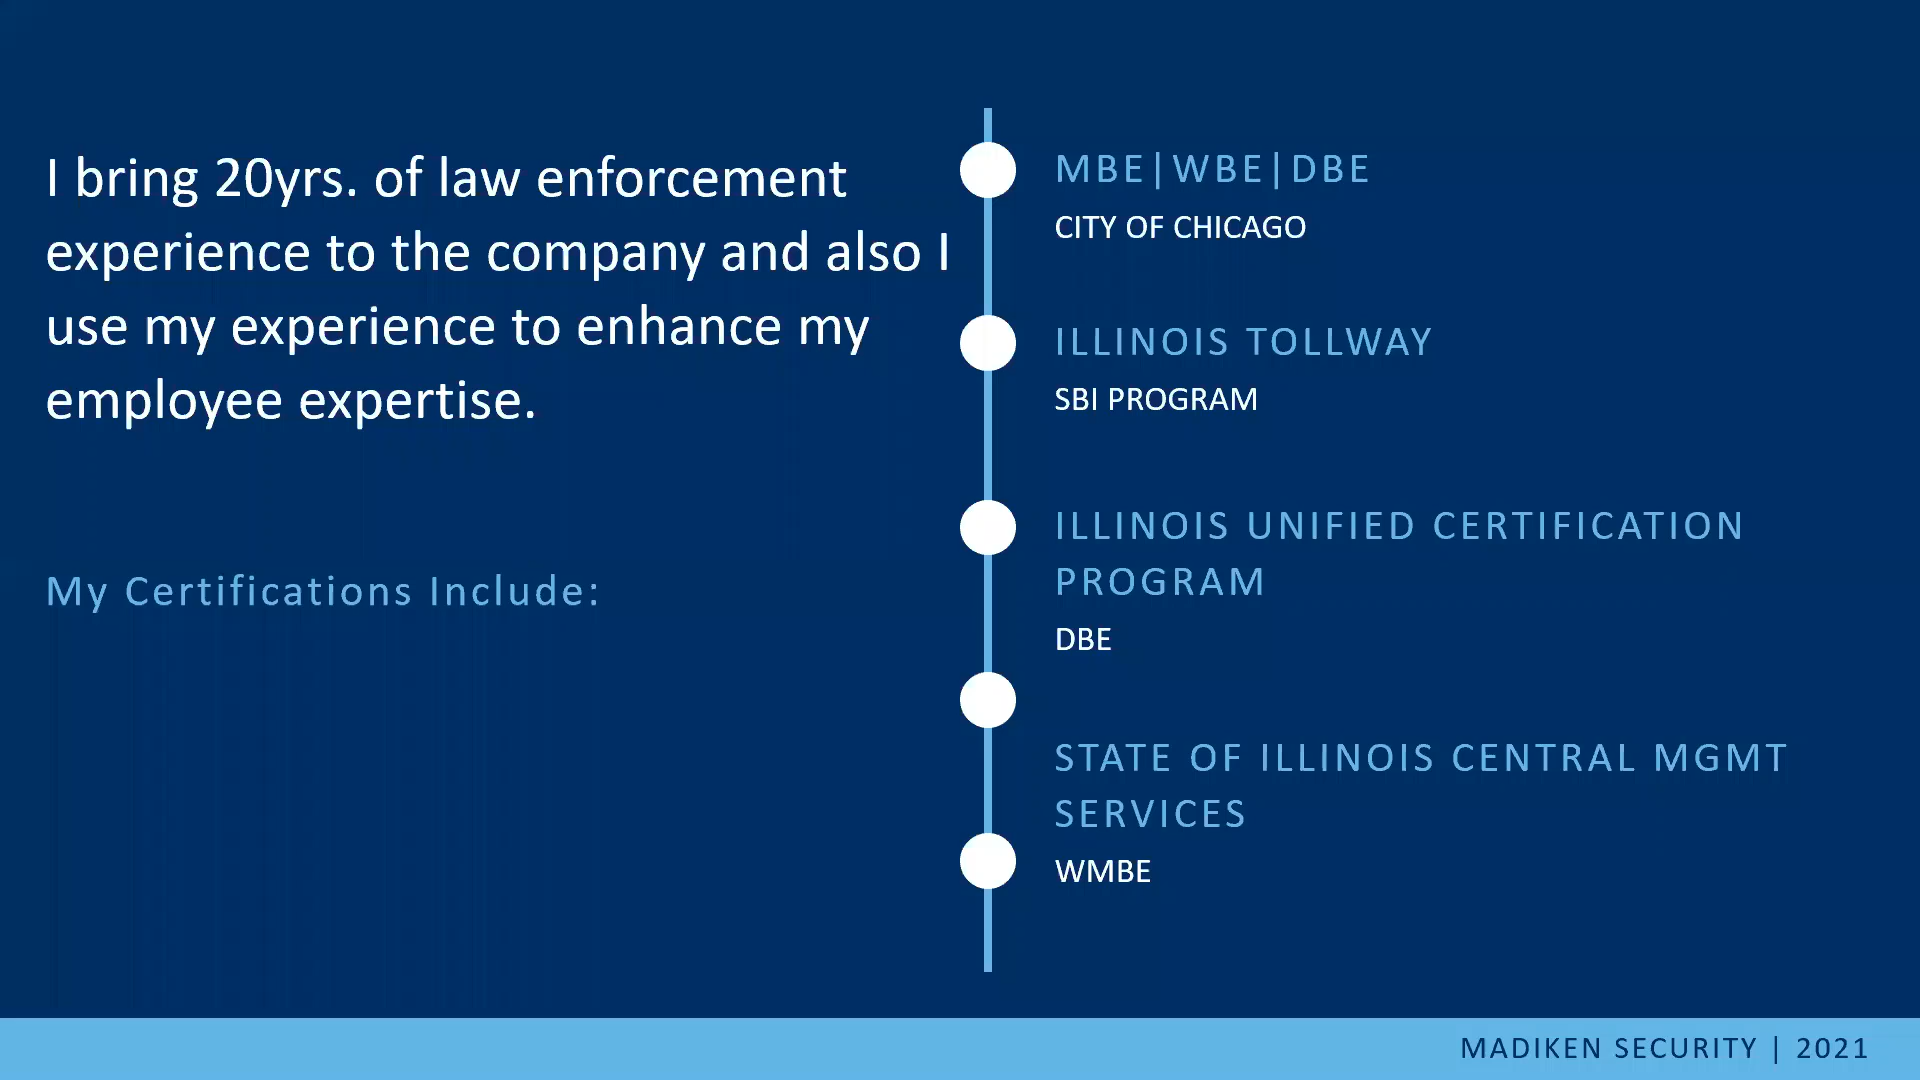 I bring 20yrs. of law enforcement
experience to the company and also I
use my experience to enhance my
employee expertise.
My Certifications Include:
MBE|WBE|DBE
CITY OF CHICAGO
ILLINOIS TOLLWAY
SBI PROGRAM
ILLINOIS UNIFIED CERTIFICATION
PROGRAM
DBE
STATE OF ILLINOIS CENTRAL MGMT
SERVICES
WMBE
MADIKEN SECURITY | 2021